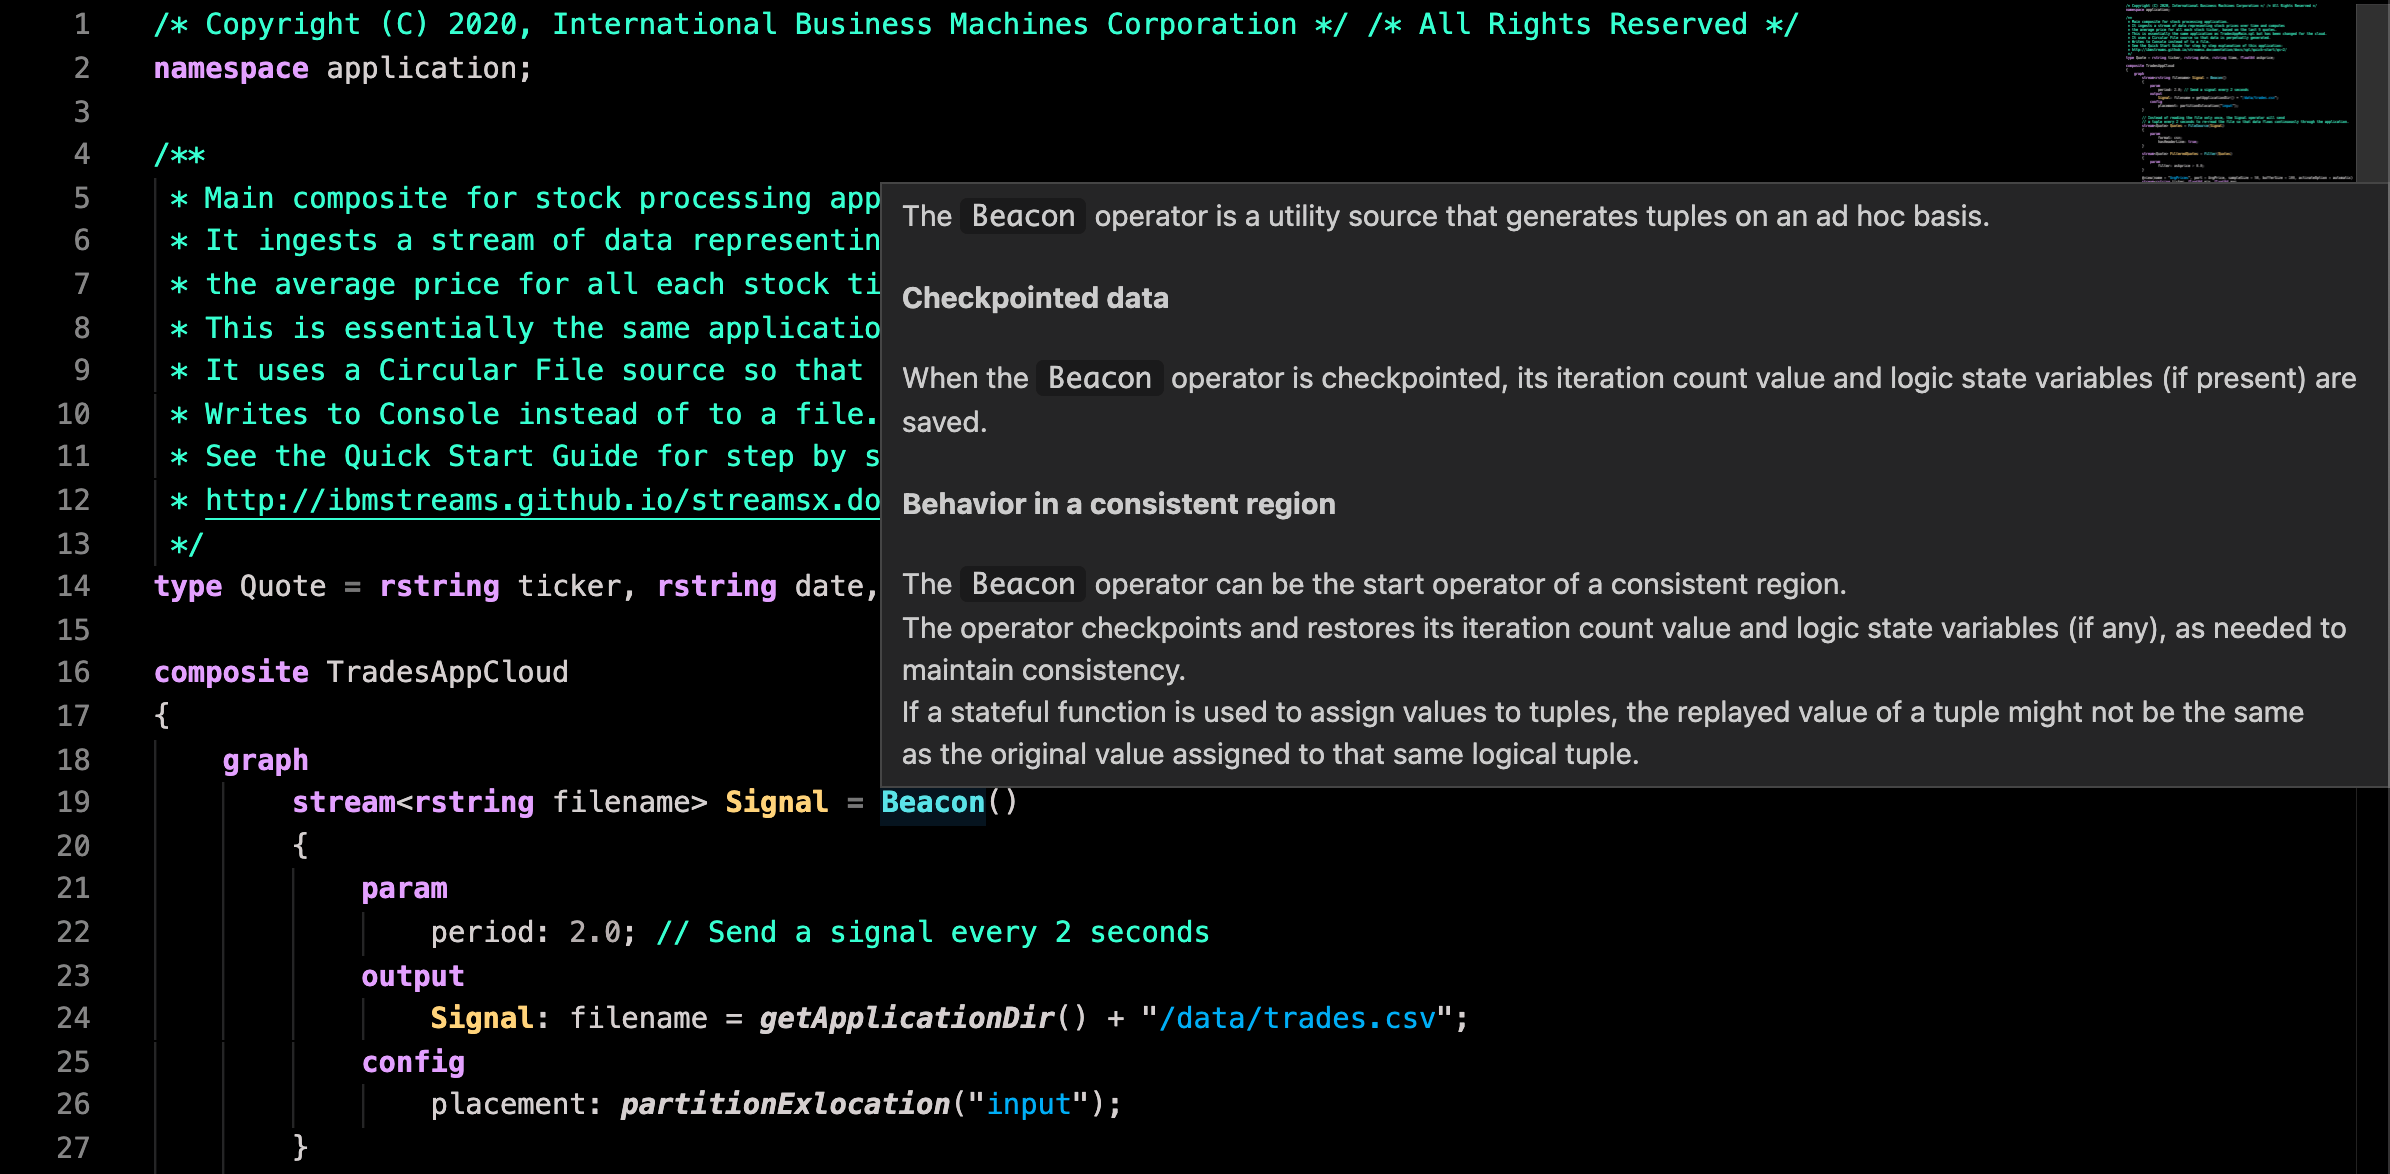 1 /* Copyright (C) 2020, International Business Machines Corporation */ /* All Rights Reserved */
2 namespace application;
3
4 /**
5 * Main composite for stock processing app
6 * It ingests a stream of data representin
7 * the average price for all each stock ti
8 * This is essentially the same applicatio
9 * It uses a Circular File source so that
10 * Writes to Console instead of to a file.
11 * See the Quick Start Guide for step by s
12 * http://ibmstreams.github.io/streamsx.do
13 */
14 type Quote = rstring ticker, rstring date,
15
16 composite TradesAppCloud
17 {
18 graph
19 stream<rstring filename> Signal = Beacon()
20 {
21 param
22 period: 2.0; // Send a signal every 2 seconds
23 output
24 Signal: filename = getApplicationDir() + "/data/trades.csv";
25 config
26 placement: partitionExlocation("input");
27 }
The Beacon operator is a utility source that generates tuples on an ad hoc basis.
Checkpointed data
When the Beacon operator is checkpointed, its iteration count value and logic state variables (if present) are
saved.
Behavior in a consistent region
The Beacon operator can be the start operator of a consistent region.
The operator checkpoints and restores its iteration count value and logic state variables (if any), as needed to
maintain consistency.
If a stateful function is used to assign values to tuples, the replayed value of a tuple might not be the same
as the original value assigned to that same logical tuple.